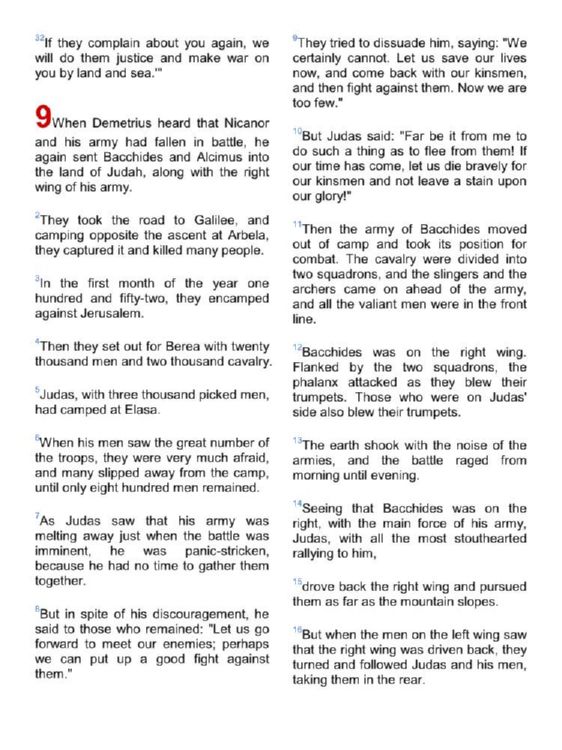 32If they complain about you again, we
will do them justice and make war on
you by land and sea.'"
9When Demetrius heard that Nicanor
and his army had fallen in battle, he
again sent Bacchides and Alcimus into
the land of Judah, along with the right
wing of his army.
2They took the road to Galilee, and
camping opposite the ascent at Arbela,
they captured it and killed many people.
3In the first month of the year one
hundred and fifty-two, they encamped
against Jerusalem.
4Then they set out for Berea with twenty
thousand men and two thousand cavalry.
5Judas, with three thousand picked men,
had camped at Elasa.
6When his men saw the great number of
the troops, they were very much afraid,
and many slipped away from the camp,
until only eight hundred men remained.
7As Judas saw that his army was
melting away just when the battle was
imminent, he was panic-stricken,
because he had no time to gather them
together.
8But in spite of his discouragement, he
said to those who remained: "Let us go
forward to meet our enemies; perhaps
we can put up a good fight against
them."
9They tried to dissuade him, saying: "We
certainly cannot. Let us save our lives
now, and come back with our kinsmen,
and then fight against them. Now we are
too few."
10But Judas said: "Far be it from me to
do such a thing as to flee from them! If
our time has come, let us die bravely for
our kinsmen and not leave a stain upon
our glory!"
11Then the army of Bacchides moved
out of camp and took its position for
combat. The cavalry were divided into
two squadrons, and the slingers and the
archers came on ahead of the army,
and all the valiant men were in the front
line.
12Bacchides was on the right wing.
Flanked by the two squadrons, the
phalanx attacked as they blew their
trumpets. Those who were on Judas'
side also blew their trumpets.
13The earth shook with the noise of the
armies, and the battle raged from
morning until evening.
14Seeing that Bacchides was on the
right, with the main force of his army,
Judas, with all the most stouthearted
rallying to him,
15drove back the right wing and pursued
them as far as the mountain slopes.
16But when the men on the left wing saw
that the right wing was driven back, they
turned and followed Judas and his men,
taking them in the rear.